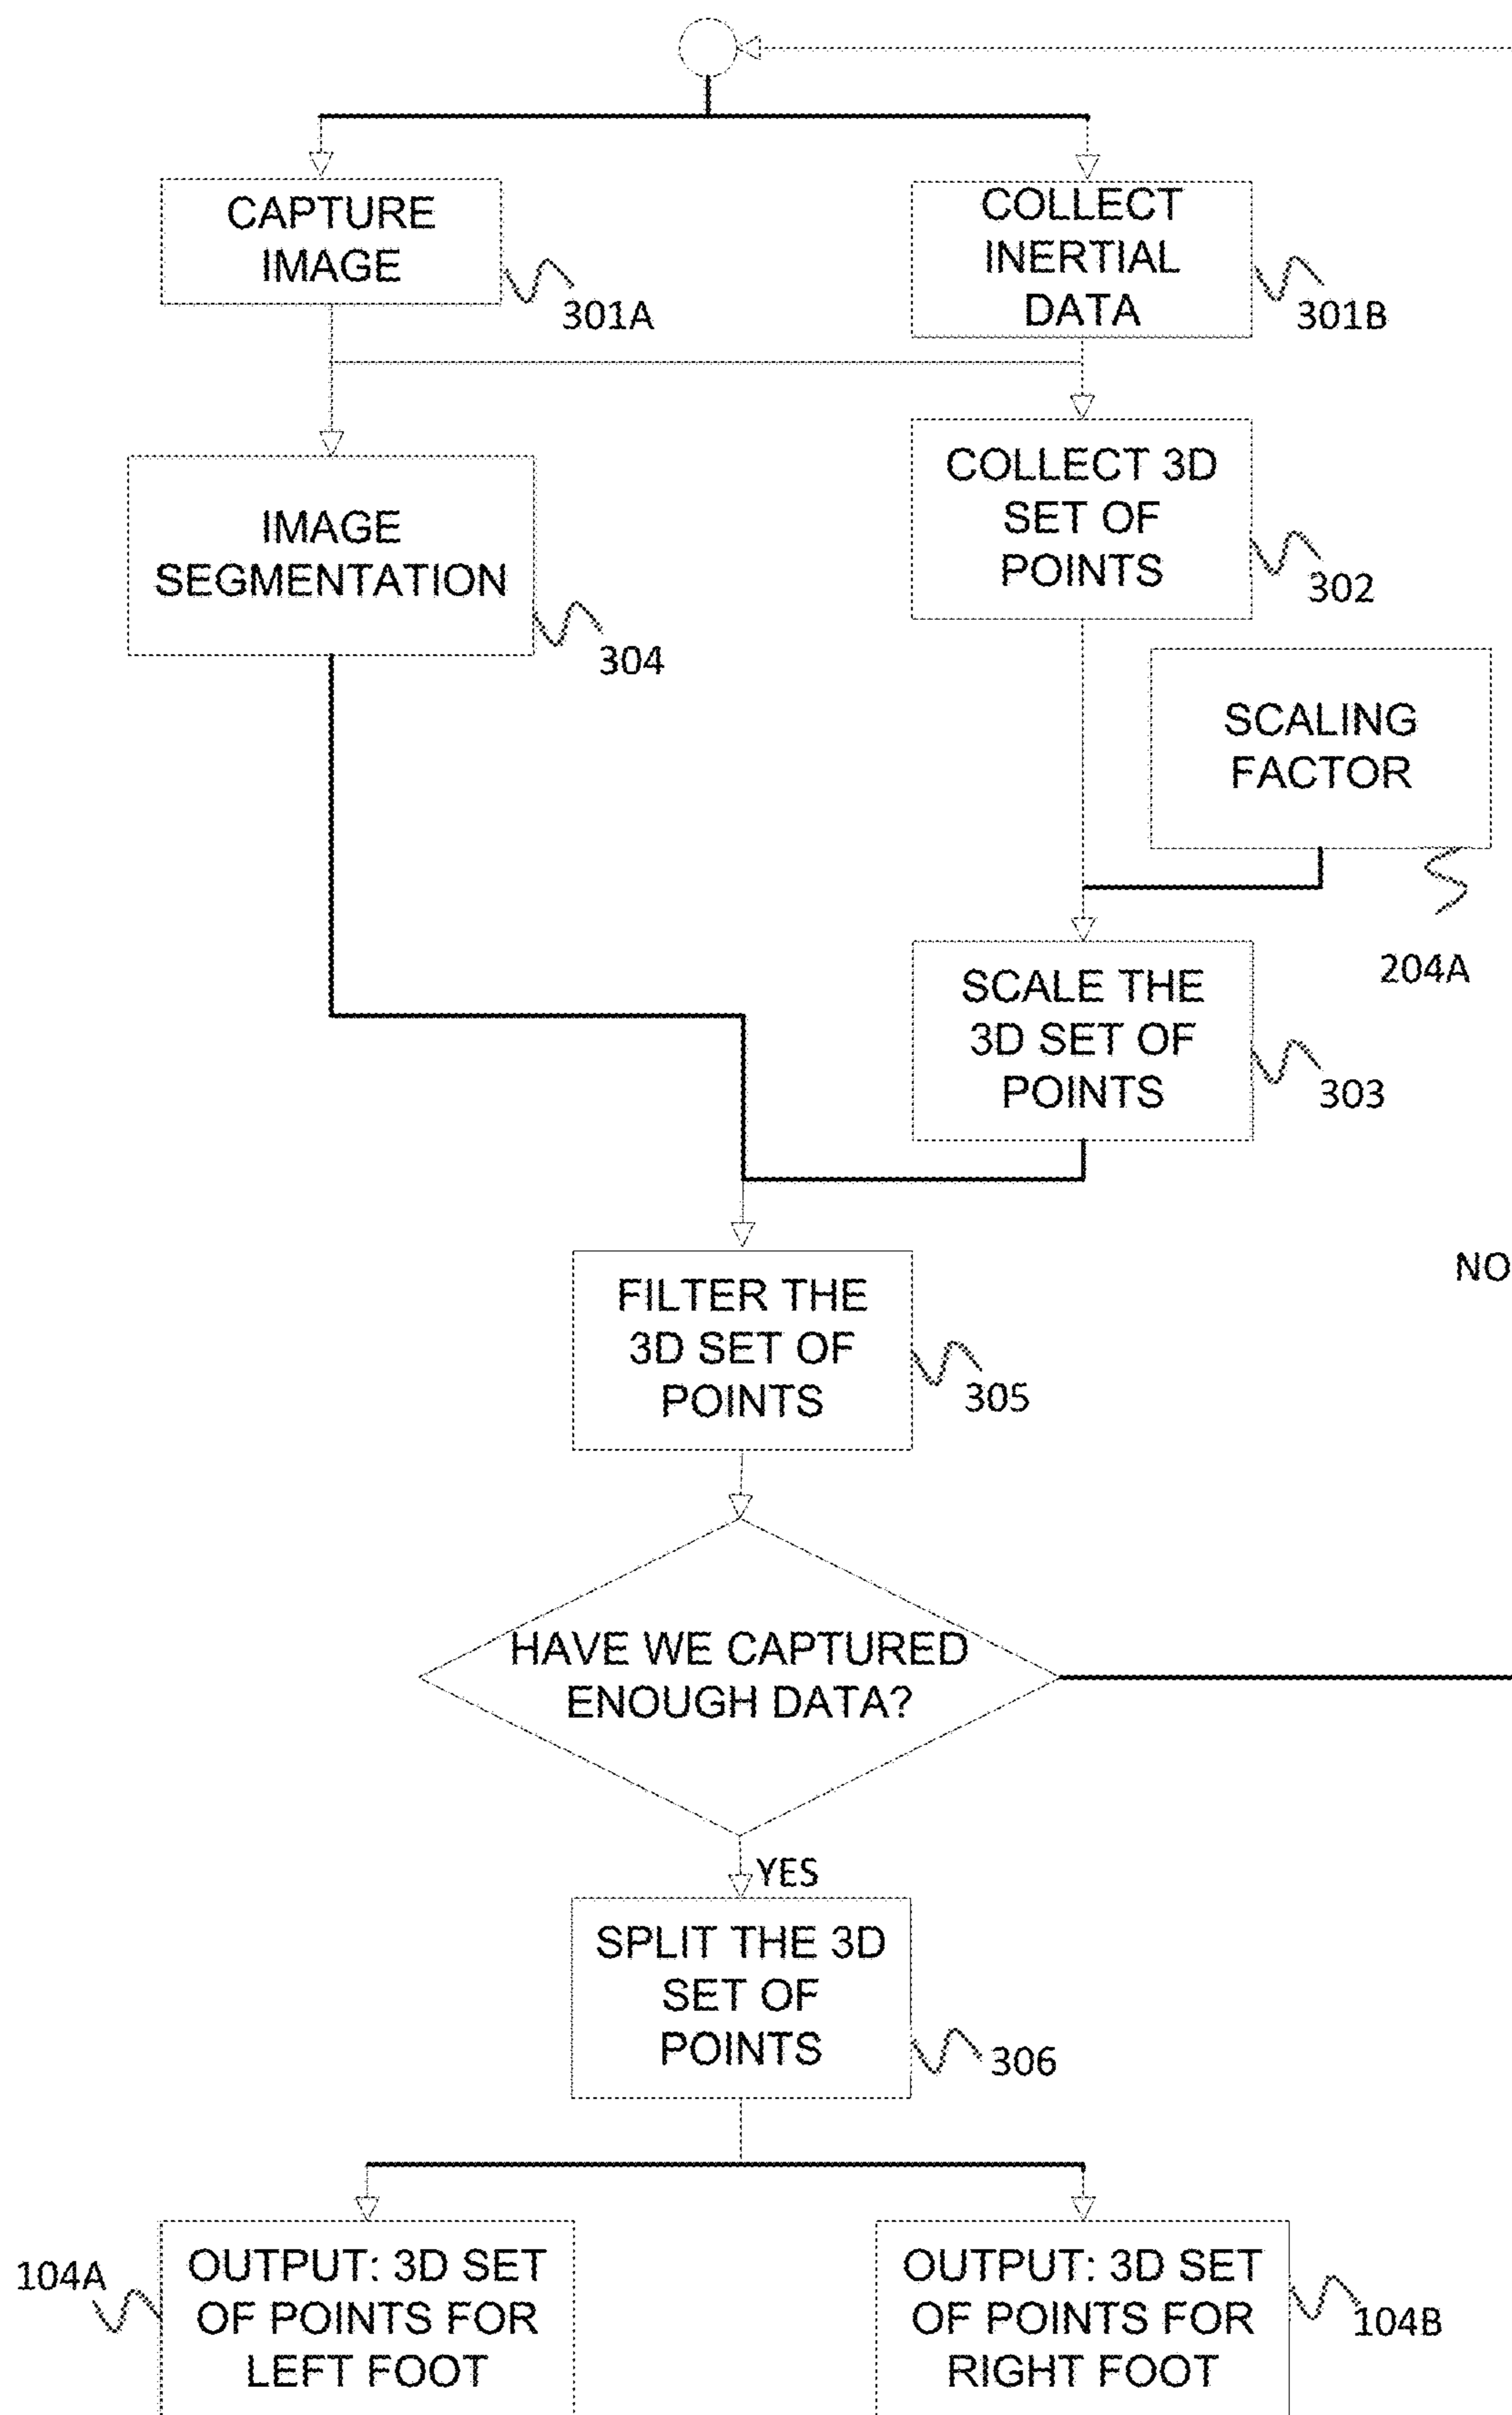 CAPTURE
IMAGE
301A
COLLECT
INERTIAL
DATA
301B
IMAGE
SEGMENTATION
304
COLLECT 3D
SET OF
POINTS
302
SCALING
FACTOR
204A
SCALE THE
3D SET OF
POINTS
303
FILTER THE
3D SET OF
POINTS
305
NO
HAVE WE CAPTURED
ENOUGH DATA?
YES
SPLIT THE 3D
SET OF
POINTS
306
104A
OUTPUT: 3D SET
OF POINTS FOR
LEFT FOOT
OUTPUT: 3D SET
OF POINTS FOR
RIGHT FOOT
104B